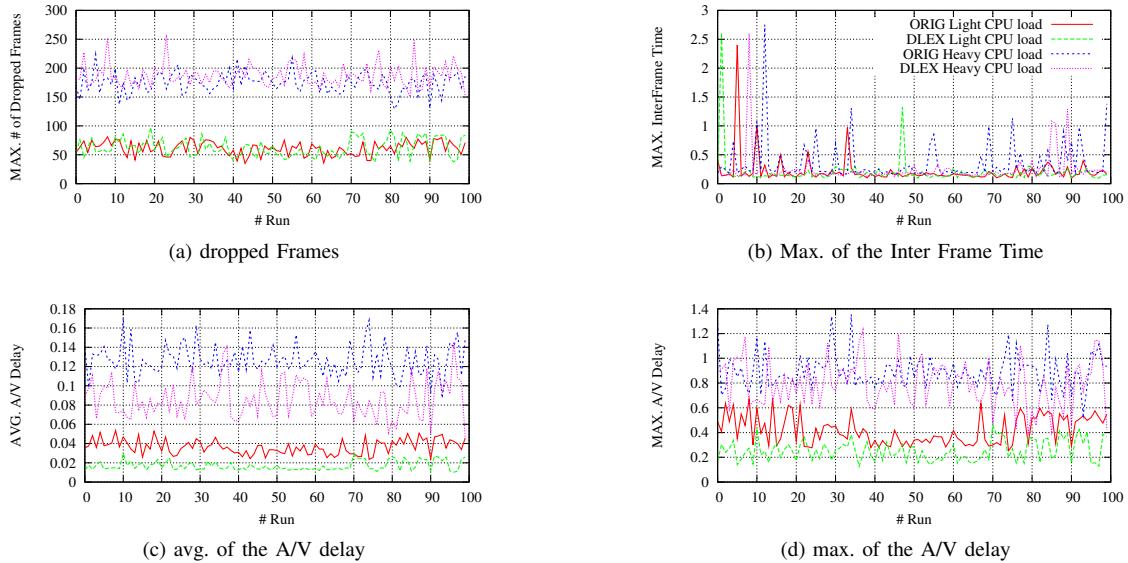 300
250
200
150
100
50
0
0 10 20 30 40 50 60 70 80 90 100
MAX. # of Dropped Frames
# Run
(a) dropped Frames
3
2.5
2
1.5
1
0.5
0
0 10 20 30 40 50 60 70 80 90 100
MAX. InterFrame Time
# Run
ORIG Light CPU load
DLEX Light CPU load
ORIG Heavy CPU load
DLEX Heavy CPU load
(b) Max. of the Inter Frame Time
0.18
0.16
0.14
0.12
0.1
0.08
0.06
0.04
0.02
0
0 10 20 30 40 50 60 70 80 90 100
AVG. A/V Delay
# Run
(c) avg. of the A/V delay
1.4
1.2
1
0.8
0.6
0.4
0.2
0
0 10 20 30 40 50 60 70 80 90 100
MAX. A/V Delay
# Run
(d) max. of the A/V delay